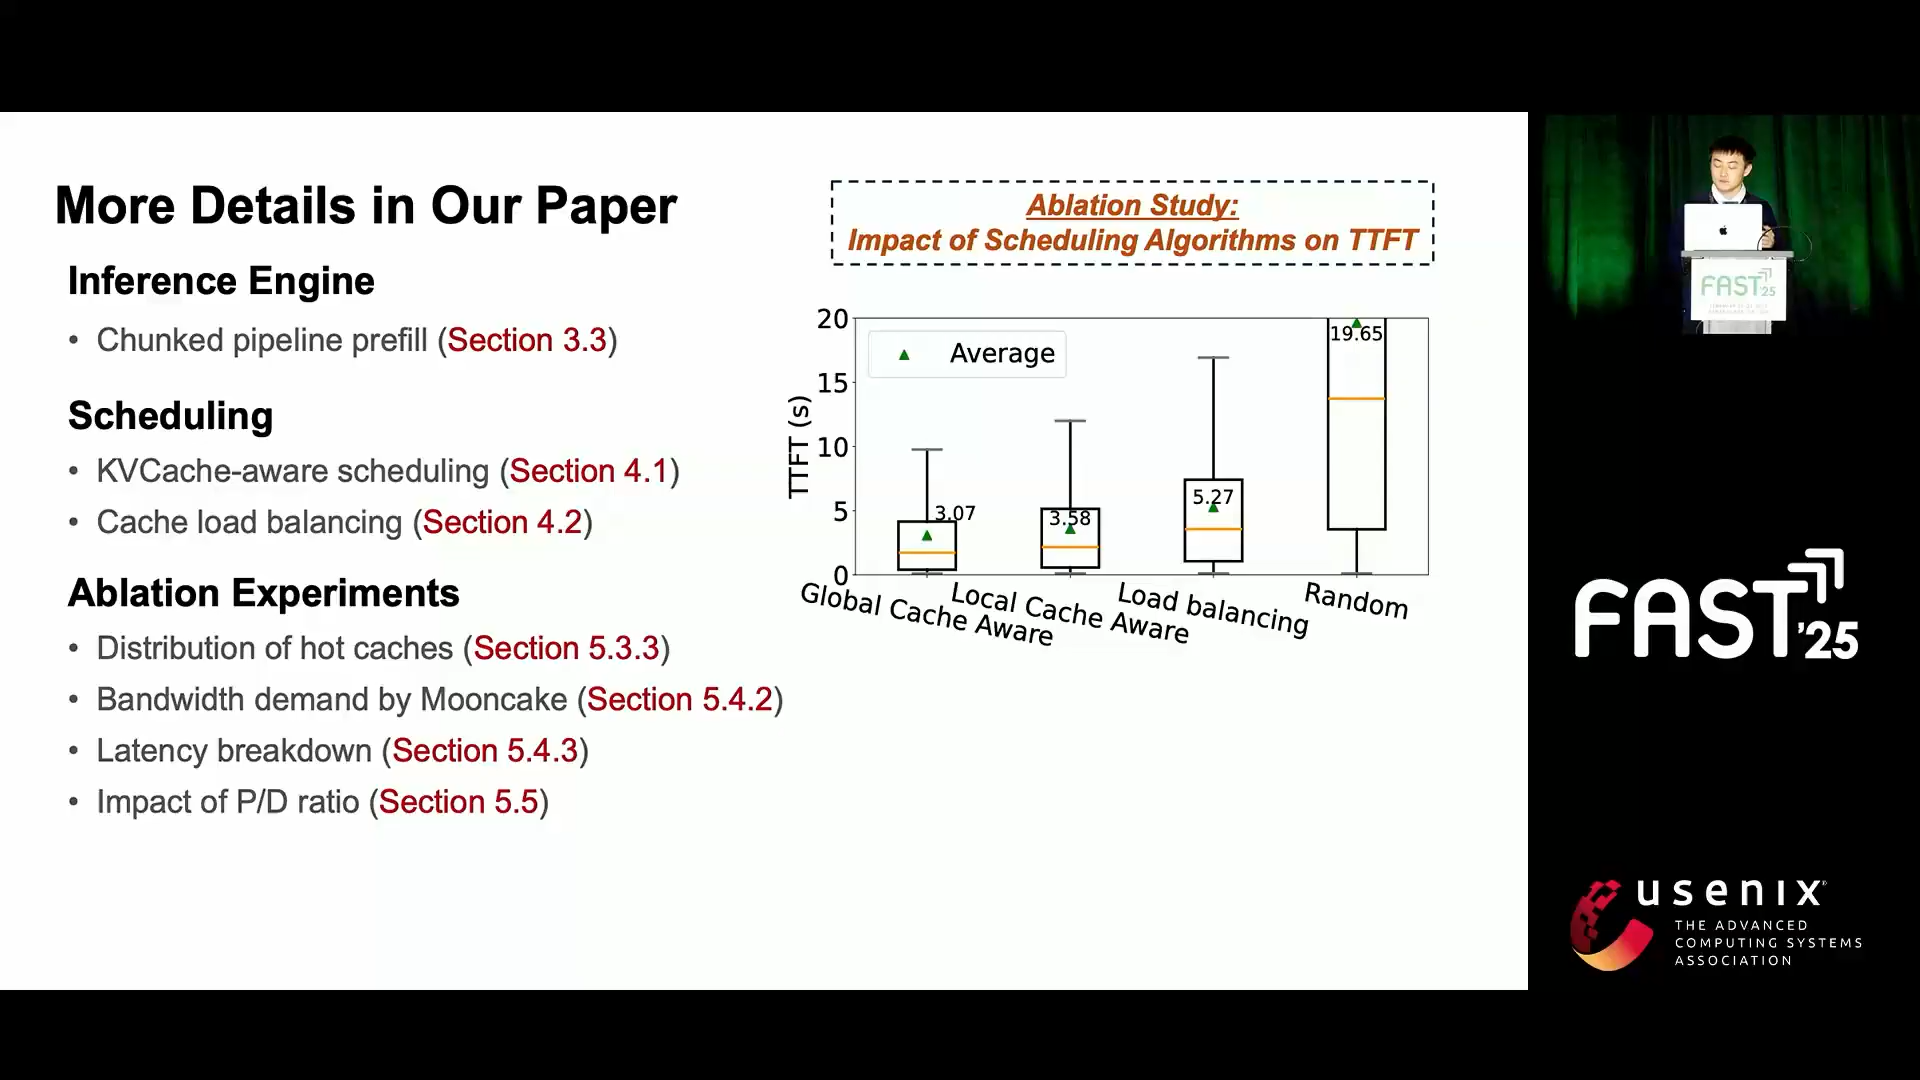 More Details in Our Paper
Inference Engine
• Chunked pipeline prefill (Section 3.3)
Scheduling
• KVCache-aware scheduling (Section 4.1)
• Cache load balancing (Section 4.2)
Ablation Experiments
• Distribution of hot caches (Section 5.3.3)
• Bandwidth demand by Mooncake (Section 5.4.2)
• Latency breakdown (Section 5.4.3)
• Impact of P/D ratio (Section 5.5)
Ablation Study:
Impact of Scheduling Algorithms on TTFT
TTFT (s)
20
15
10
5
0
Average
3.07
3.58
5.27
19.65
Global Cache Aware
Local Cache Aware
Load balancing
Random
FAST '25
FAST '25
usenix
THE ADVANCED
COMPUTING SYSTEMS
ASSOCIATION